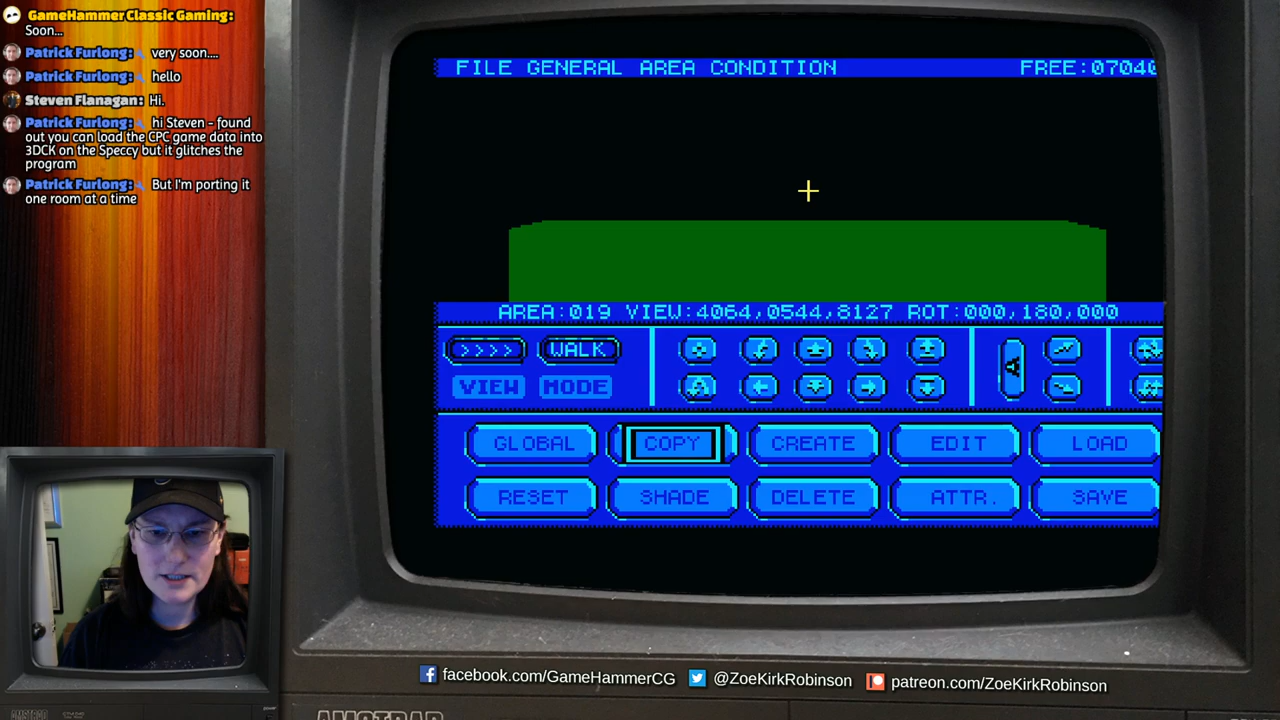 GameHammer Classic Gaming:
Soon...
Patrick Furlong: very soon....
Patrick Furlong: hello
Steven Flanagan: Hi.
Patrick Furlong: hi Steven - found
out you can load the CPC game data into
3DCK on the Speccy but it glitches the
program
Patrick Furlong: But I'm porting it
one room at a time
FILE GENERAL AREA CONDITION FREE:07040
AREA:019 VIEW:4064,0544,8127 ROT:000,180,000
>>>> WALK
VIEW MODE
GLOBAL COPY CREATE EDIT LOAD
RESET SHADE DELETE ATTR. SAVE
facebook.com/GameHammerCG @ZoeKirkRobinson patreon.com/ZoeKirkRobinson
AMSTRAD